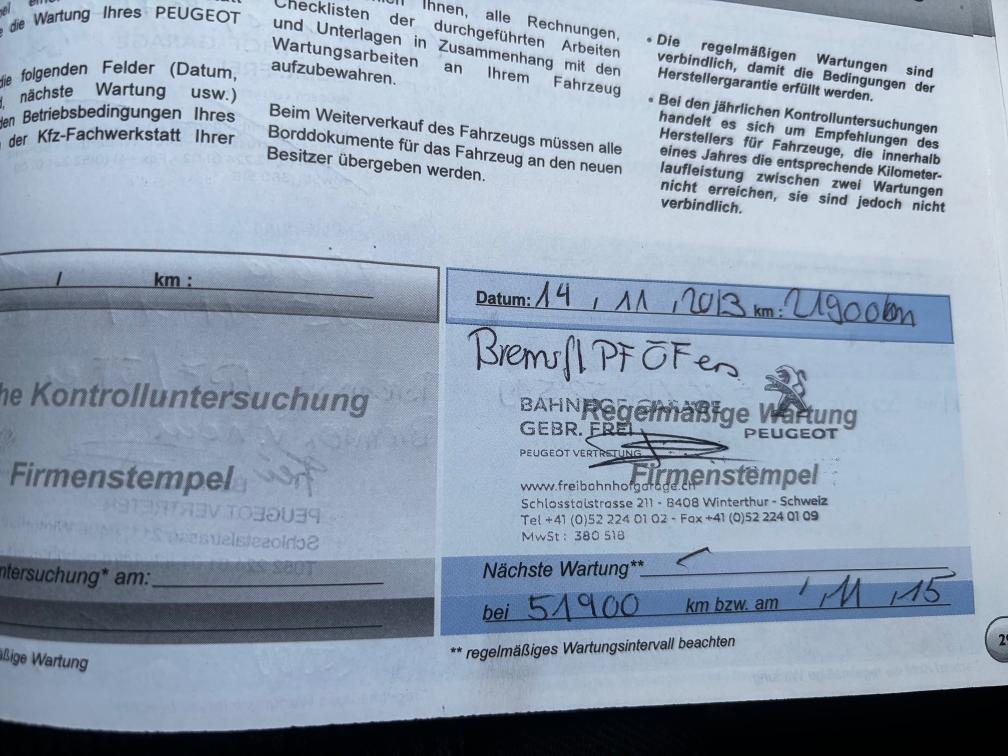 die Wartung Ihres PEUGEOT
die folgenden Felder (Datum,
nächste Wartung usw.)
den Betriebsbedingungen Ihres
der Kfz-Fachwerkstatt Ihrer
Ihnen, alle Rechnungen,
Checklisten der durchgeführten Arbeiten
und Unterlagen in Zusammenhang mit den
Wartungsarbeiten an Ihrem Fahrzeug
aufzubewahren.
Beim Weiterverkauf des Fahrzeugs müssen alle
Borddokumente für das Fahrzeug an den neuen
Besitzer übergeben werden.
• Die regelmäßigen Wartungen sind
verbindlich, damit die Bedingungen der
Herstellergarantie erfüllt werden.
• Bei den jährlichen Kontrolluntersuchungen
handelt es sich um Empfehlungen des
Herstellers für Fahrzeuge, die innerhalb
eines Jahres die entsprechende Kilometer-
laufleistung zwischen zwei Wartungen
nicht erreichen, sie sind jedoch nicht
verbindlich.
/ km :
he Kontrolluntersuchung
Firmenstempel
ntersuchung* am:
äßige Wartung
Datum: 14 / 11 / 2013 km : 21900km
Bremsfl PF ÖF ers
Regelmäßige Wartung
BAHNHOF GARAGE
GEBR. FREI
PEUGEOT
PEUGEOT VERTRETUNG
Firmenstempel
www.freibahnhofgarage.ch
Schlosstalstrasse 211 - 8408 Winterthur - Schweiz
Tel +41 (0)52 224 01 02 - Fax +41 (0)52 224 01 09
MwSt : 380 518
Nächste Wartung**
bei 51900 km bzw. am / 11 / 15
** regelmäßiges Wartungsintervall beachten